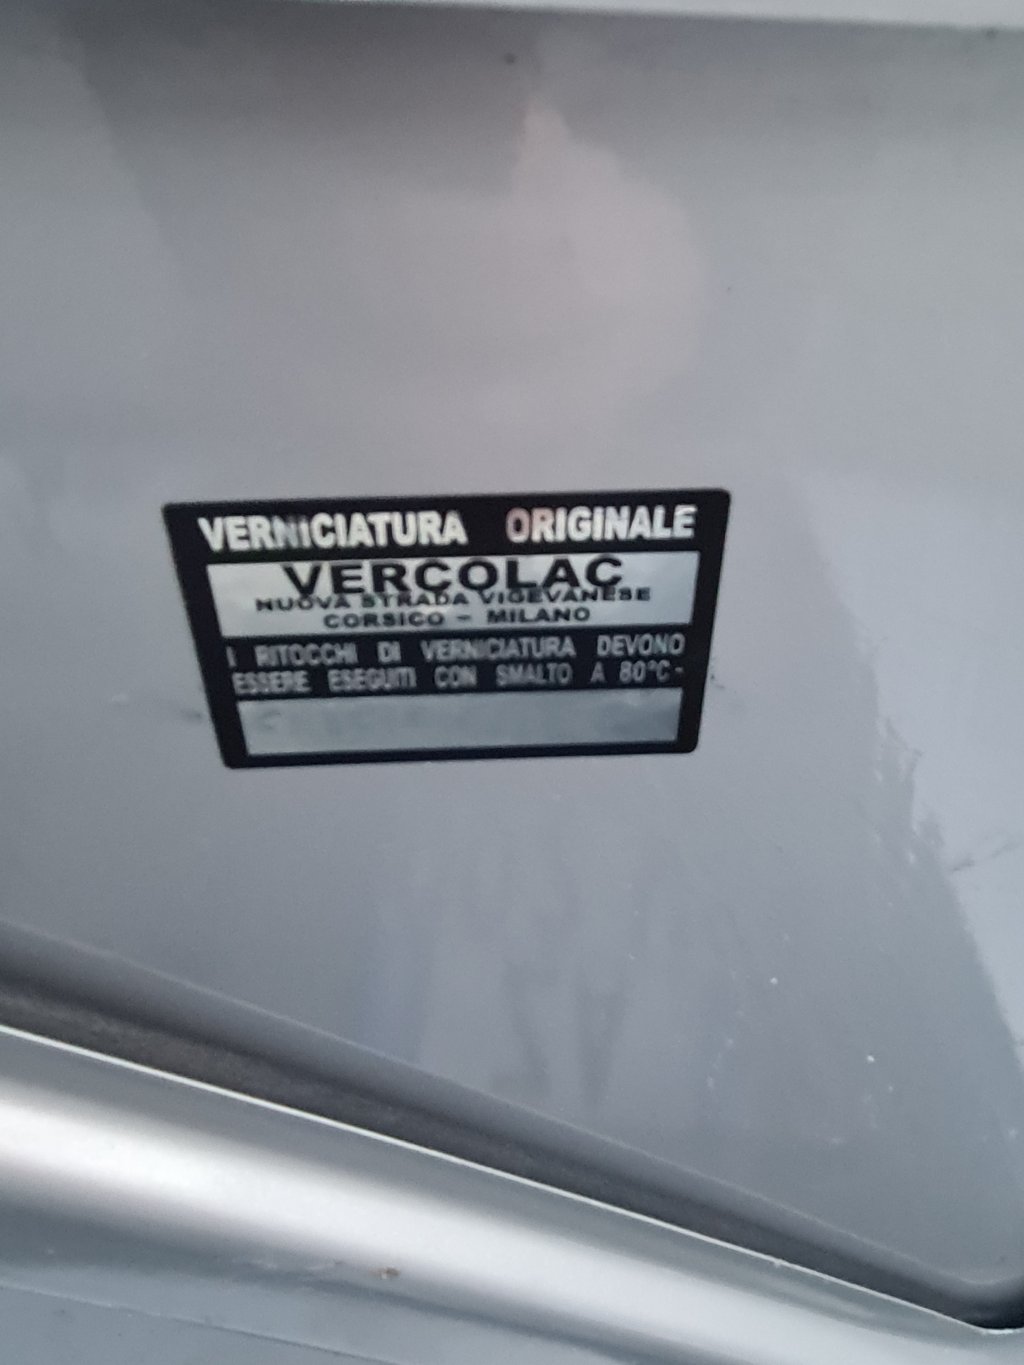 VERNICIATURA ORIGINALE
VERCOLAC
NUOVA STRADA VIGEVANESE
CORSICO - MILANO
I RITOCCHI DI VERNICIATURA DEVONO
ESSERE ESEGUITI CON SMALTO A 80°C-